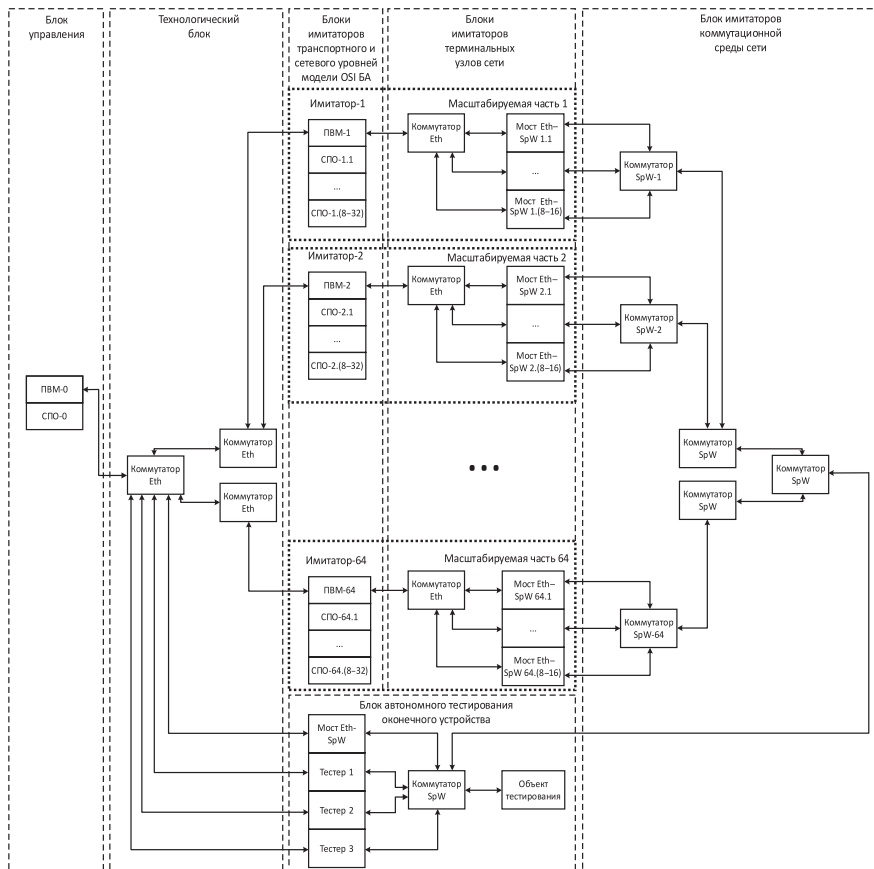 Блок
управления
Технологический
блок
Блоки
имитаторов
транспортного и
сетевого уровней
модели OSI БА
Блоки
имитаторов
терминальных
узлов сети
Блок имитаторов
коммутационной
среды сети
Имитатор-1
Масштабируемая часть 1
ПВМ-1
СПО-1.1
...
СПО-1.(8–32)
Коммутатор
Eth
Мост Eth–
SpW 1.1
...
Мост Eth–
SpW 1.(8–16)
Коммутатор
SpW-1
Имитатор-2
Масштабируемая часть 2
ПВМ-2
СПО-2.1
...
СПО-2.(8–32)
Коммутатор
Eth
Мост Eth–
SpW 2.1
...
Мост Eth–
SpW 2.(8–16)
Коммутатор
SpW-2
ПВМ-0
СПО-0
Коммутатор
Eth
Коммутатор
Eth
Коммутатор
Eth
...
Коммутатор
SpW
Коммутатор
SpW
Коммутатор
SpW
Имитатор-64
Масштабируемая часть 64
ПВМ-64
СПО-64.1
...
СПО-64.(8–32)
Коммутатор
Eth
Мост Eth–
SpW 64.1
...
Мост Eth–
SpW 64.(8–16)
Коммутатор
SpW-64
Блок автономного тестирования
оконечного устройства
Мост Eth-
SpW
Тестер 1
Тестер 2
Тестер 3
Коммутатор
SpW
Объект
тестирования